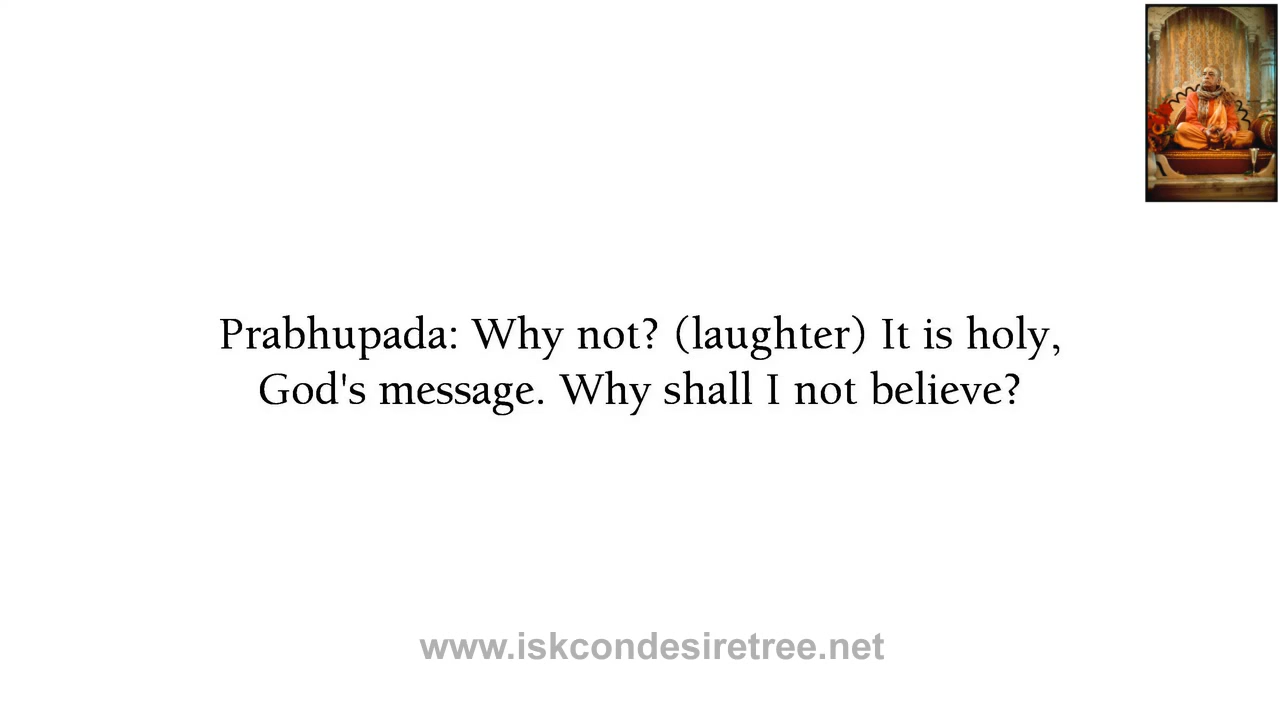 Prabhupada: Why not? (laughter) It is holy,
God's message. Why shall I not believe?
www.iskcondesiretree.net